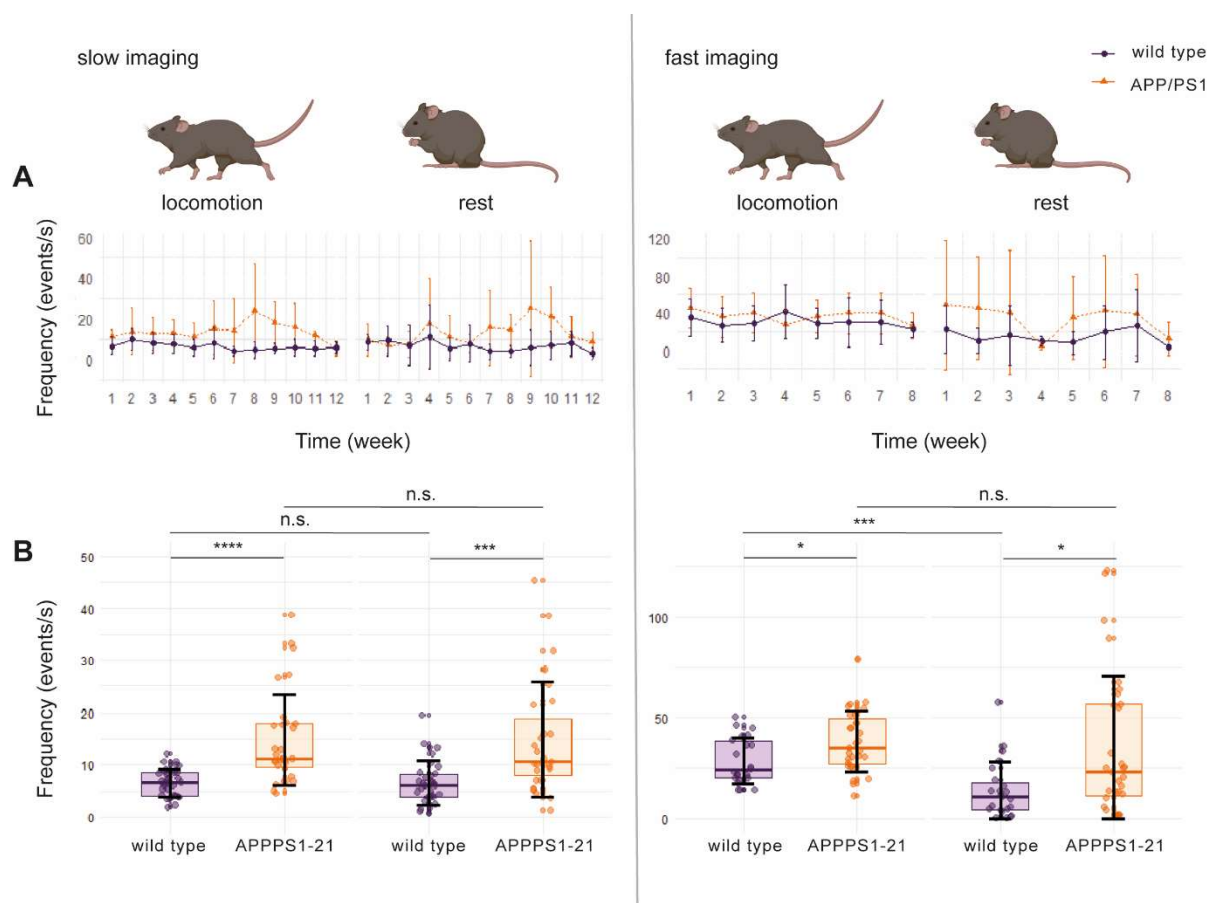 slow imaging
fast imaging
wild type
APP/PS1
A
locomotion
rest
locomotion
rest
Frequency (events/s)
60
40
20
0
120
80
40
0
1 2 3 4 5 6 7 8 9 10 11 12
1 2 3 4 5 6 7 8 9 10 11 12
1 2 3 4 5 6 7 8
1 2 3 4 5 6 7 8
Time (week)
Time (week)
B
n.s.
n.s.
**** ***
n.s.
***
* *
Frequency (events/s)
50
40
30
20
10
0
Frequency (events/s)
100
50
0
wild type APPPS1-21 wild type APPPS1-21
wild type APPPS1-21 wild type APPPS1-21